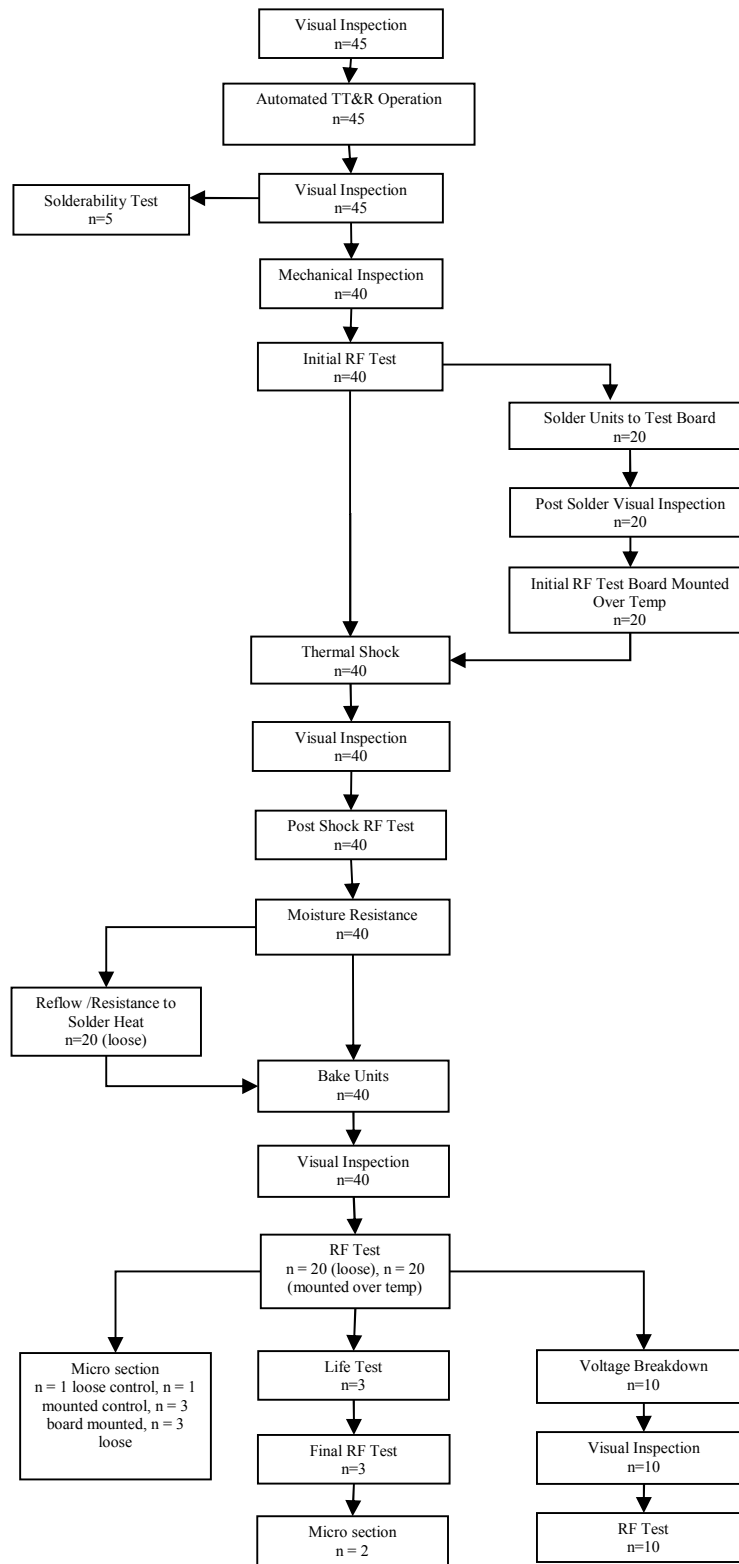 Visual Inspection
n=45
Automated TT&R Operation
n=45
Solderability Test
n=5
Visual Inspection
n=45
Mechanical Inspection
n=40
Initial RF Test
n=40
Solder Units to Test Board
n=20
Post Solder Visual Inspection
n=20
Initial RF Test Board Mounted
Over Temp
n=20
Thermal Shock
n=40
Visual Inspection
n=40
Post Shock RF Test
n=40
Moisture Resistance
n=40
Reflow /Resistance to
Solder Heat
n=20 (loose)
Bake Units
n=40
Visual Inspection
n=40
RF Test
n = 20 (loose), n = 20
(mounted over temp)
Micro section
n = 1 loose control, n = 1
mounted control, n = 3
board mounted, n = 3
loose
Life Test
n=3
Final RF Test
n=3
Micro section
n = 2
Voltage Breakdown
n=10
Visual Inspection
n=10
RF Test
n=10